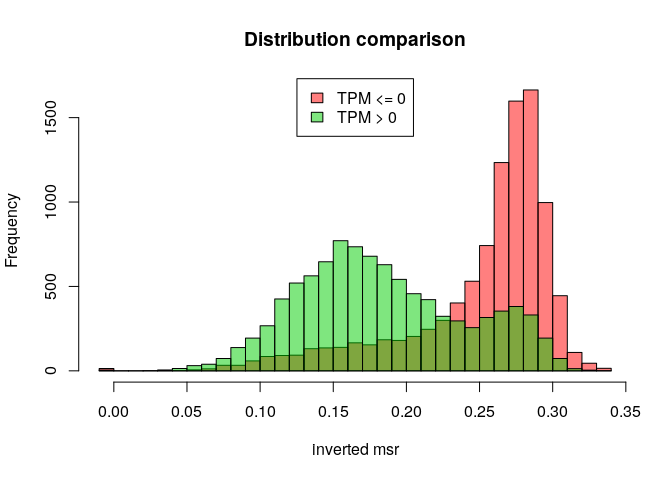 Distribution comparison
TPM <= 0
TPM > 0
Frequency
0
500
1000
1500
0.00 0.05 0.10 0.15 0.20 0.25 0.30 0.35
inverted msr